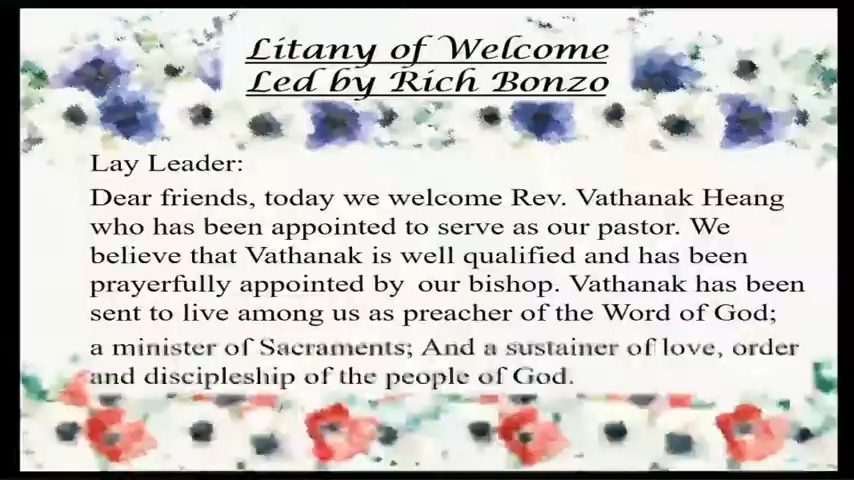 Litany of Welcome
Led by Rich Bonzo
Lay Leader:
Dear friends, today we welcome Rev. Vathanak Heang
who has been appointed to serve as our pastor. We
believe that Vathanak is well qualified and has been
prayerfully appointed by our bishop. Vathanak has been
sent to live among us as preacher of the Word of God;
a minister of Sacraments; And a sustainer of love, order
and discipleship of the people of God.